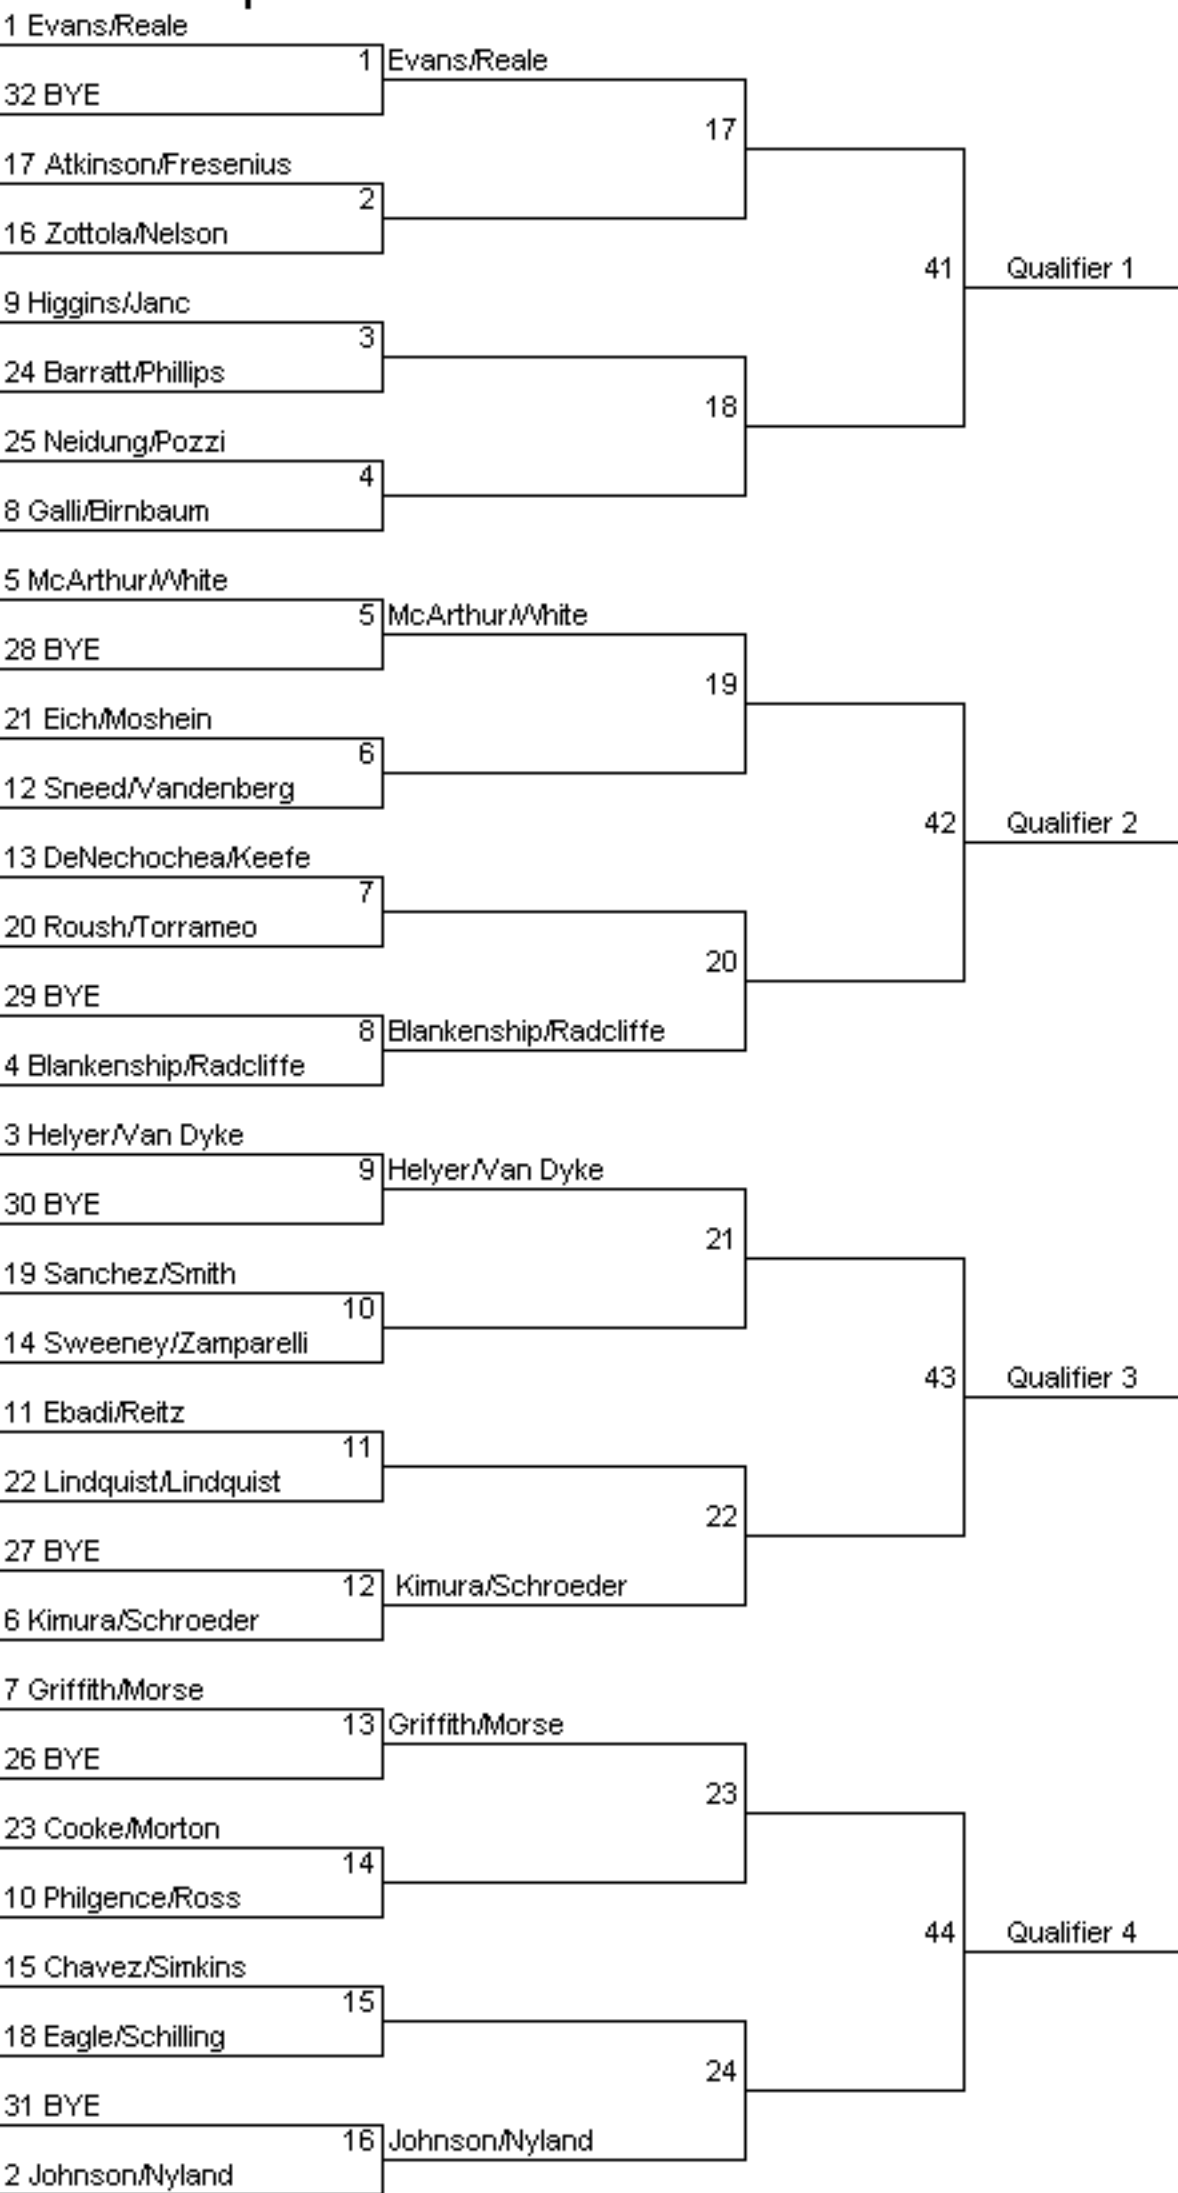 1 Evans/Reale
1 Evans/Reale
32 BYE
17
17 Atkinson/Fresenius
2
16 Zottola/Nelson
41 Qualifier 1
9 Higgins/Janc
3
24 Barratt/Phillips
18
25 Neidung/Pozzi
4
8 Galli/Birnbaum
5 McArthur/White
5 McArthur/White
28 BYE
19
21 Eich/Moshein
6
12 Sneed/Vandenberg
42 Qualifier 2
13 DeNechochea/Keefe
7
20 Roush/Torrameo
20
29 BYE
8 Blankenship/Radcliffe
4 Blankenship/Radcliffe
3 Helyer/Van Dyke
9 Helyer/Van Dyke
30 BYE
21
19 Sanchez/Smith
10
14 Sweeney/Zamparelli
43 Qualifier 3
11 Ebadi/Reitz
11
22 Lindquist/Lindquist
22
27 BYE
12 Kimura/Schroeder
6 Kimura/Schroeder
7 Griffith/Morse
13 Griffith/Morse
26 BYE
23
23 Cooke/Morton
14
10 Philgence/Ross
44 Qualifier 4
15 Chavez/Simkins
15
18 Eagle/Schilling
24
31 BYE
16 Johnson/Nyland
2 Johnson/Nyland